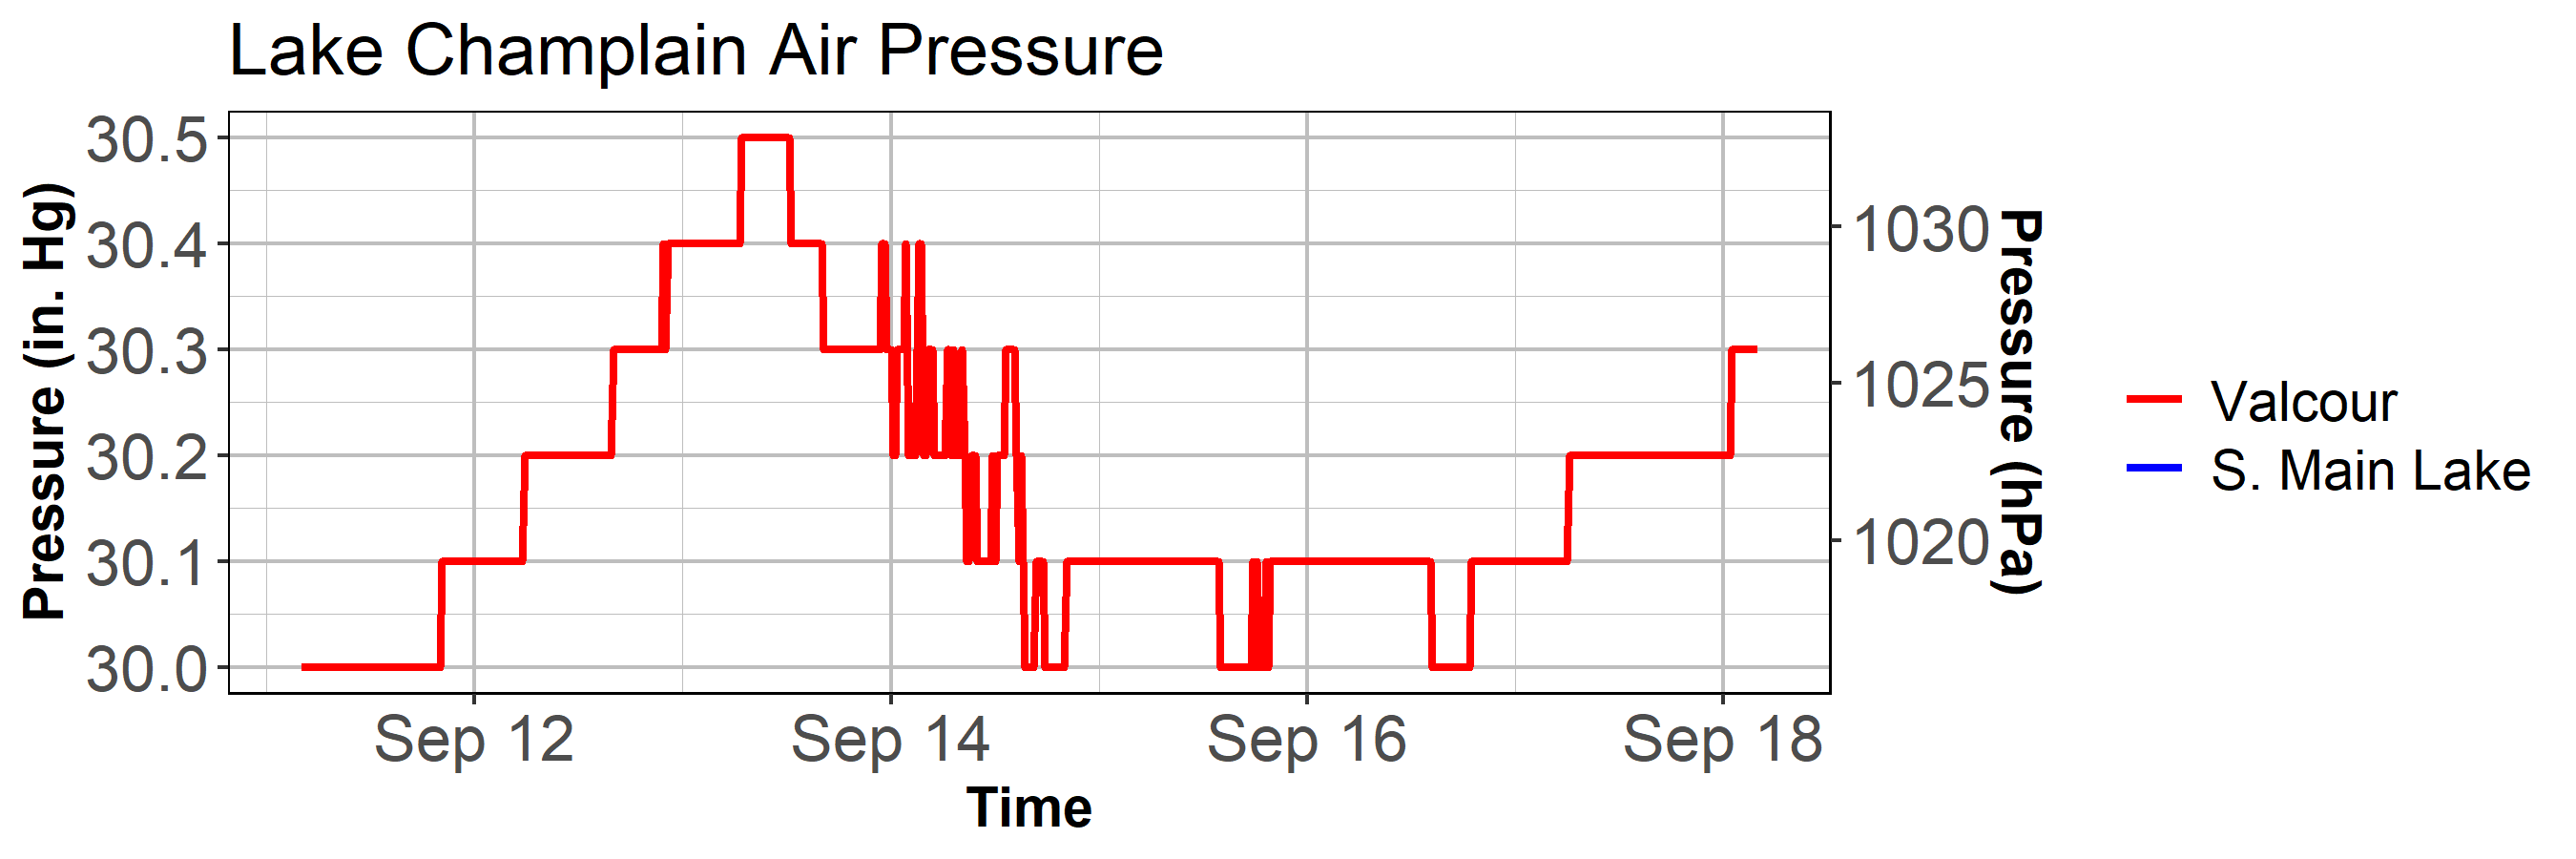 Lake Champlain Air Pressure
Pressure (in. Hg)
30.5
30.4
30.3
30.2
30.1
30.0
Sep 12 Sep 14 Sep 16 Sep 18
Time
1030
1025
1020
Pressure (hPa)
Valcour
S. Main Lake